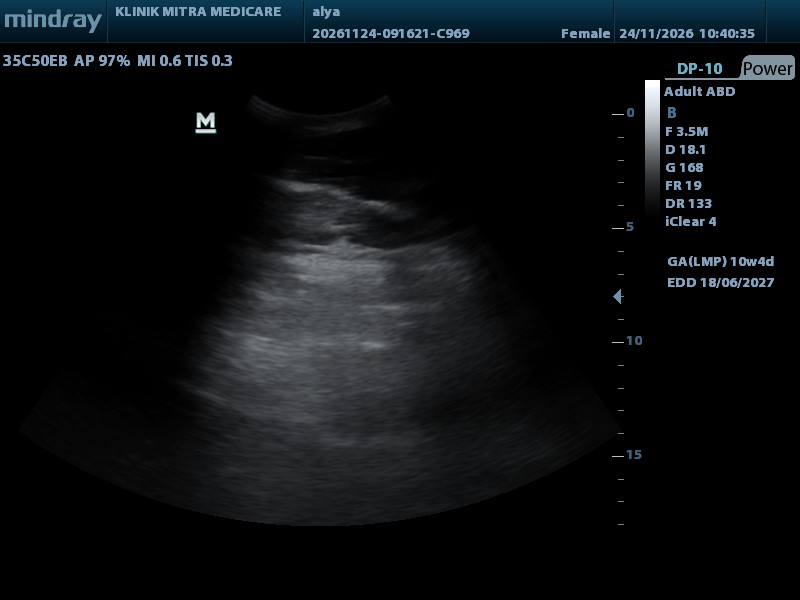 mindray
KLINIK MITRA MEDICARE
alya
20261124-091621-C969
Female
24/11/2026 10:40:35
35C50EB AP 97% MI 0.6 TIS 0.3
DP-10
Power
M
Adult ABD
B
F 3.5M
D 18.1
G 168
FR 19
DR 133
iClear 4
GA(LMP) 10w4d
EDD 18/06/2027
0
5
10
15